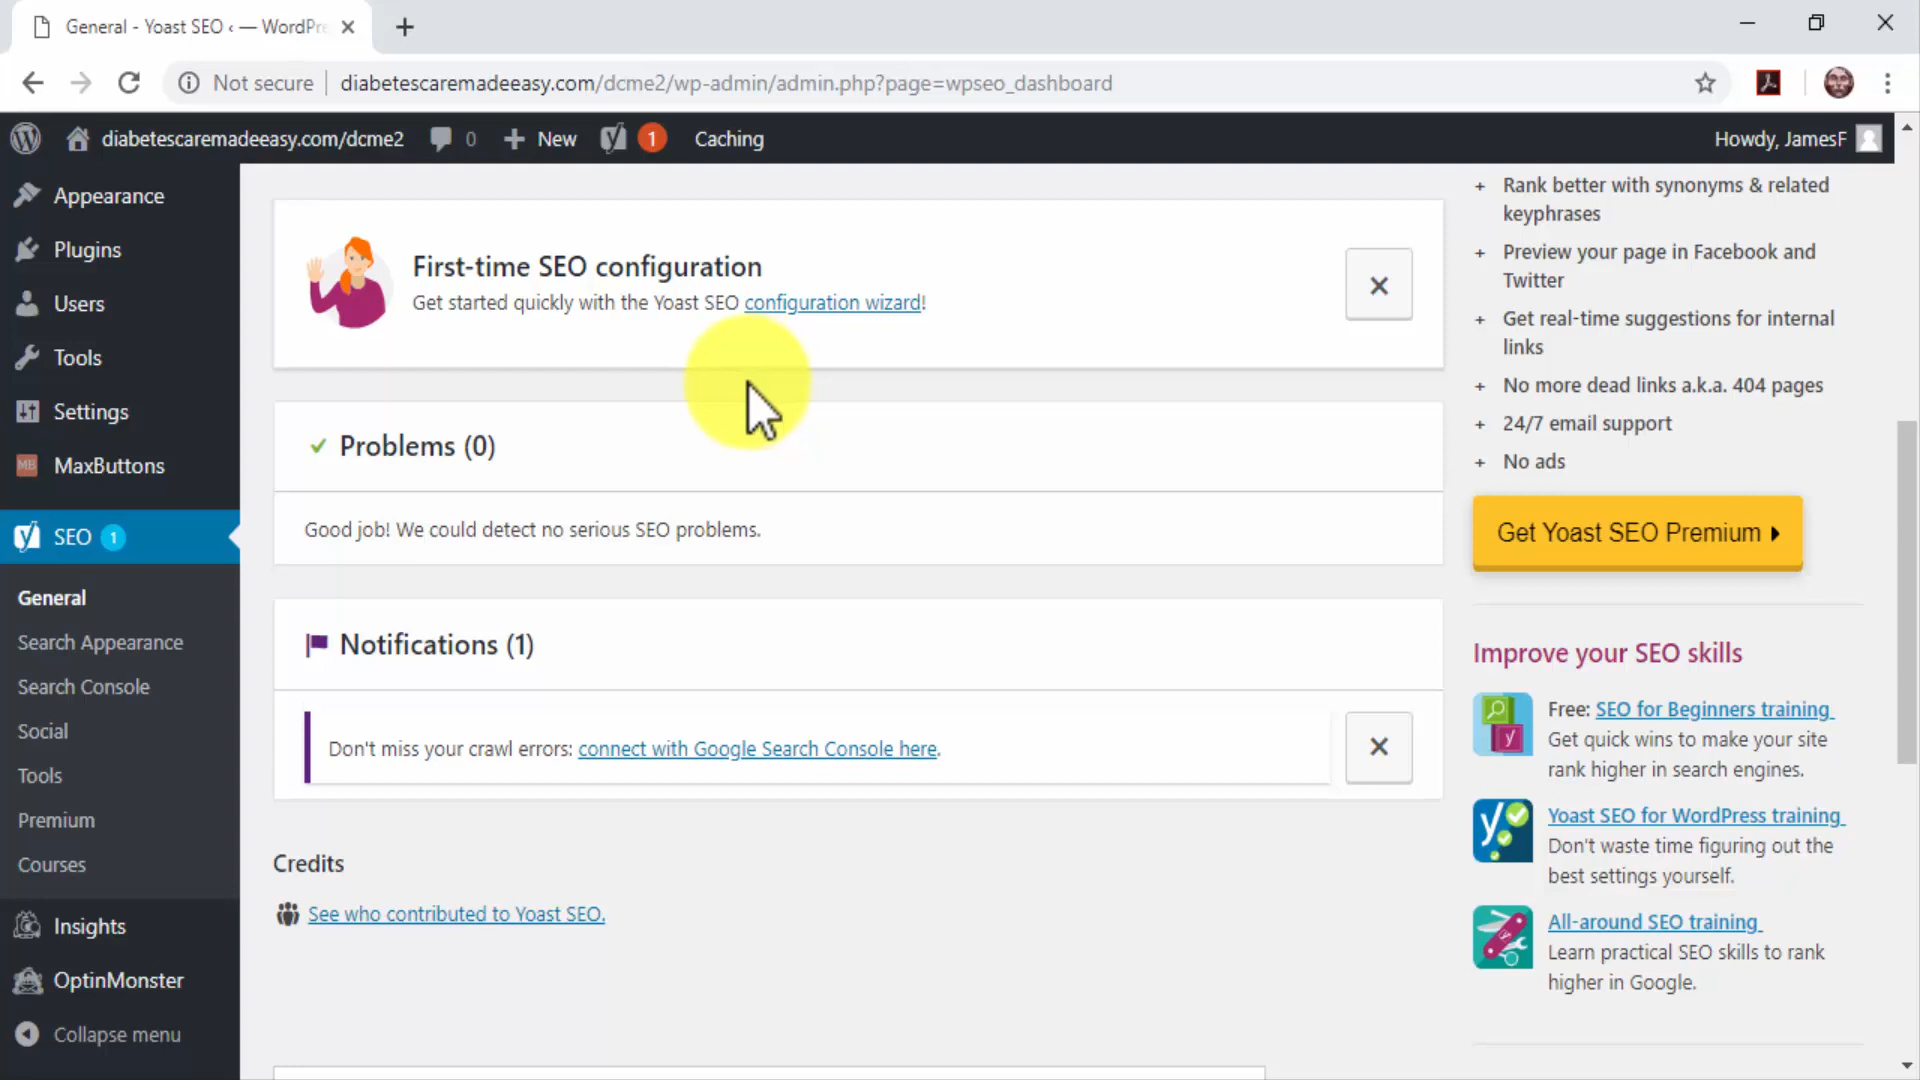 General - Yoast SEO ‹ — WordPre
Not secure
diabetescaremadeeasy.com/dcme2/wp-admin/admin.php?page=wpseo_dashboard
diabetescaremadeeasy.com/dcme2
0
New
1
Caching
Howdy, JamesF
Appearance
Plugins
Users
Tools
Settings
MB
MaxButtons
SEO 1
General
Search Appearance
Search Console
Social
Tools
Premium
Courses
Insights
OptinMonster
Collapse menu
First-time SEO configuration
Get started quickly with the Yoast SEO configuration wizard!
Problems (0)
Good job! We could detect no serious SEO problems.
Notifications (1)
Don't miss your crawl errors: connect with Google Search Console here.
Credits
See who contributed to Yoast SEO.
+ Rank better with synonyms & related
keyphrases
+ Preview your page in Facebook and
Twitter
+ Get real-time suggestions for internal
links
+ No more dead links a.k.a. 404 pages
+ 24/7 email support
+ No ads
Get Yoast SEO Premium
Improve your SEO skills
Free: SEO for Beginners training
Get quick wins to make your site
rank higher in search engines.
Yoast SEO for WordPress training
Don't waste time figuring out the
best settings yourself.
All-around SEO training
Learn practical SEO skills to rank
higher in Google.